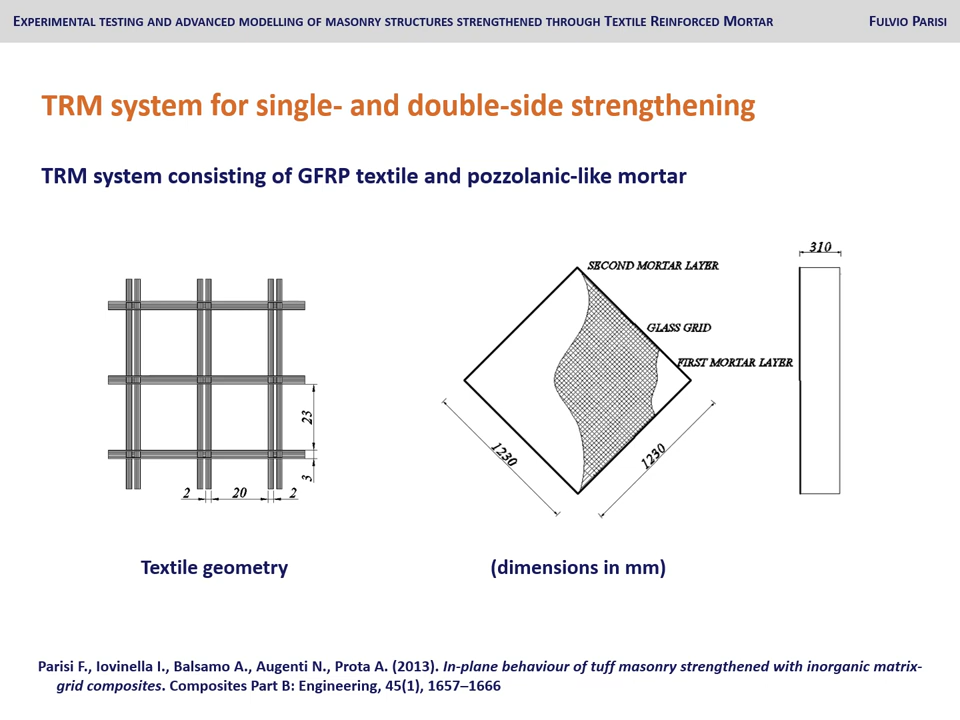 EXPERIMENTAL TESTING AND ADVANCED MODELLING OF MASONRY STRUCTURES STRENGTHENED THROUGH TEXTILE REINFORCED MORTAR FULVIO PARISI
TRM system for single- and double-side strengthening
TRM system consisting of GFRP textile and pozzolanic-like mortar
310
SECOND MORTAR LAYER
GLASS GRID
FIRST MORTAR LAYER
23
3
2 20 2
1230 1230
Textile geometry (dimensions in mm)
Parisi F., Iovinella I., Balsamo A., Augenti N., Prota A. (2013). In-plane behaviour of tuff masonry strengthened with inorganic matrix-
grid composites. Composites Part B: Engineering, 45(1), 1657–1666